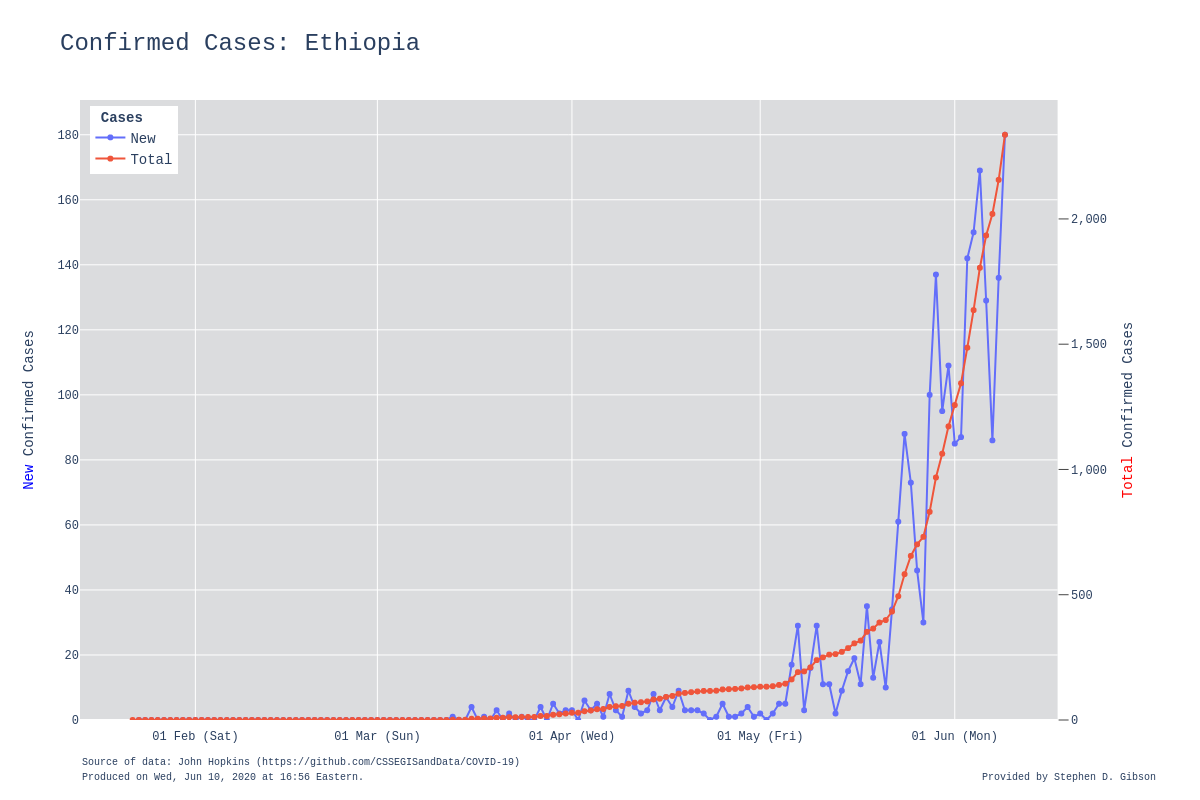 Confirmed Cases: Ethiopia
Cases
New
Total
180
160
140
120
100
80
60
40
20
0
New Confirmed Cases
2,000
1,500
1,000
500
0
Total Confirmed Cases
01 Feb (Sat) 01 Mar (Sun) 01 Apr (Wed) 01 May (Fri) 01 Jun (Mon)
Source of data: John Hopkins (https://github.com/CSSEGISandData/COVID-19)
Produced on Wed, Jun 10, 2020 at 16:56 Eastern.
Provided by Stephen D. Gibson